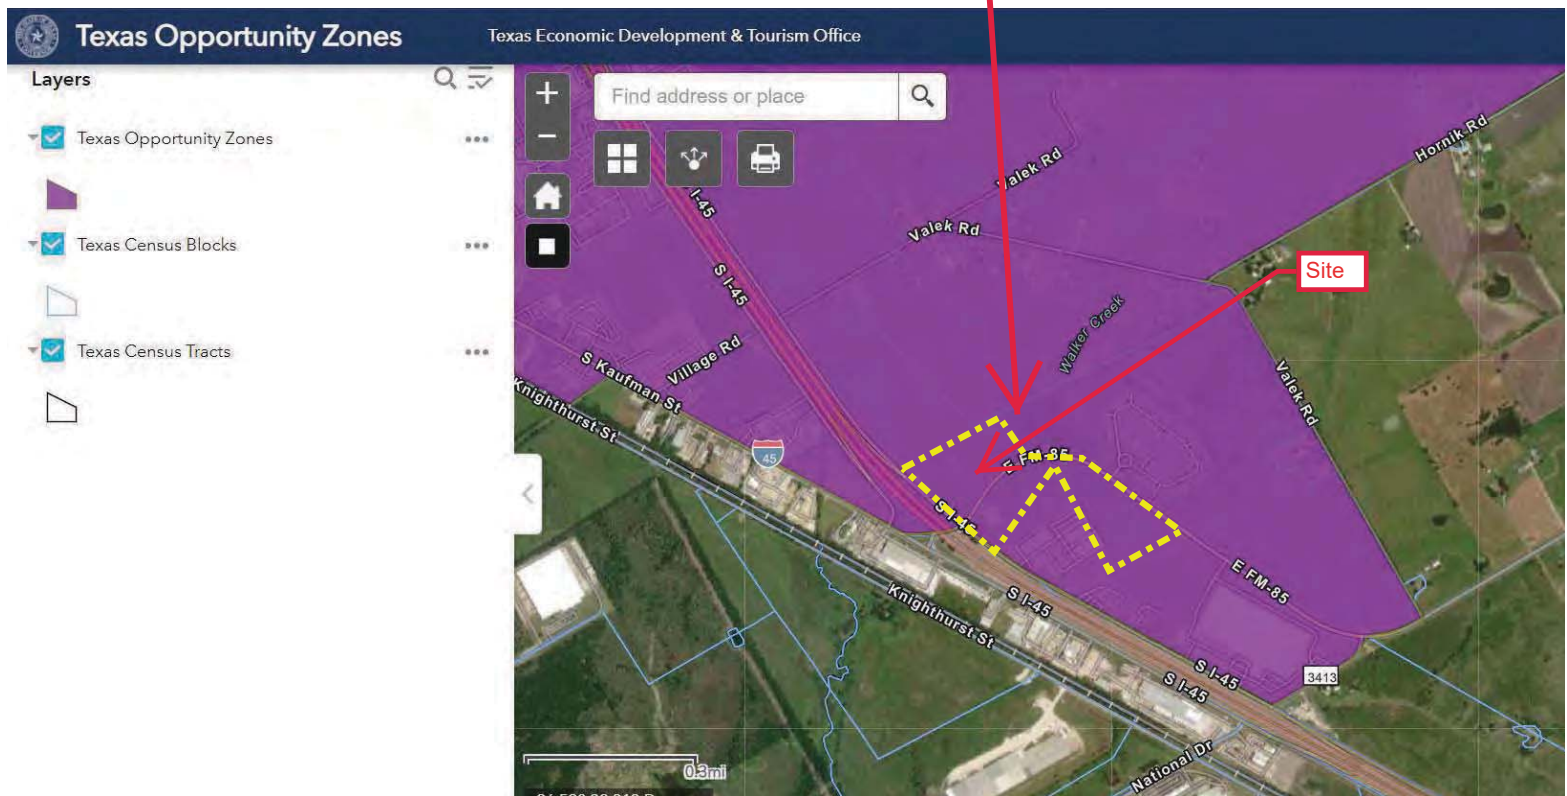 Texas Opportunity Zones
Texas Economic Development & Tourism Office
Layers
Texas Opportunity Zones
Texas Census Blocks
Texas Census Tracts
+
−
Find address or place
Hornik Rd
Valek Rd
I-45
Valek Rd
S I-45
Site
Walker Creek
Village Rd
S Kaufman St
Knighthurst St
Valek Rd
45
E FM-85
S I-45
E FM-85
Knighthurst St
S I-45
S I-45
S I-45
3413
National Dr
0.3mi